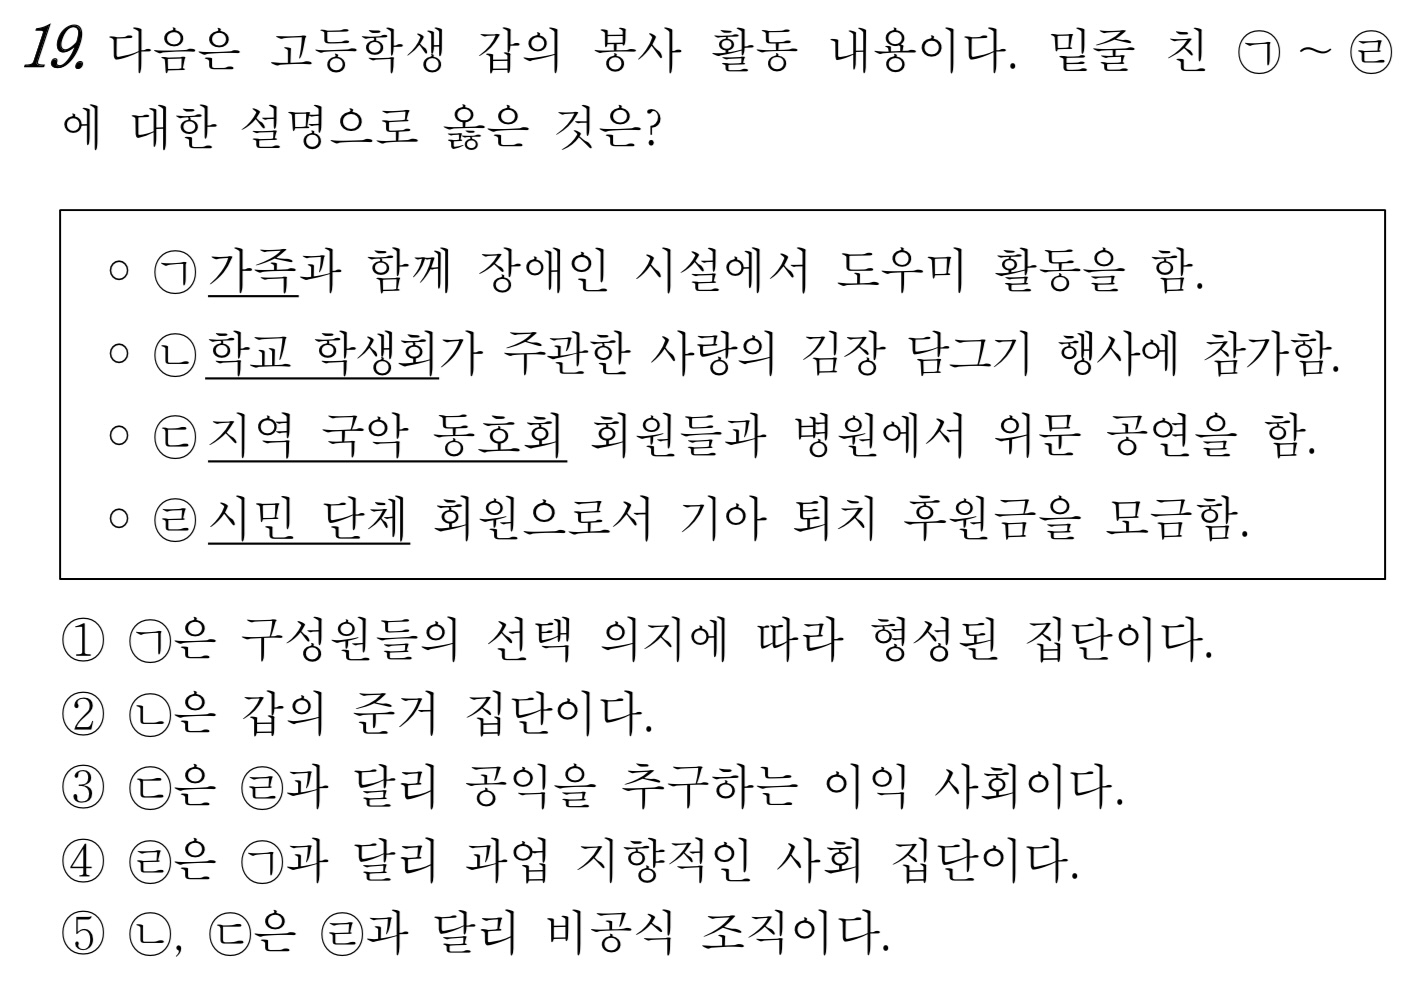 19. 다음은 고등학생 갑의 봉사 활동 내용이다. 밑줄 친 ㉠ ~ ㉣
에 대한 설명으로 옳은 것은?
○ ㉠가족과 함께 장애인 시설에서 도우미 활동을 함.
○ ㉡학교 학생회가 주관한 사랑의 김장 담그기 행사에 참가함.
○ ㉢지역 국악 동호회 회원들과 병원에서 위문 공연을 함.
○ ㉣시민 단체 회원으로서 기아 퇴치 후원금을 모금함.
① ㉠은 구성원들의 선택 의지에 따라 형성된 집단이다.
② ㉡은 갑의 준거 집단이다.
③ ㉢은 ㉣과 달리 공익을 추구하는 이익 사회이다.
④ ㉣은 ㉠과 달리 과업 지향적인 사회 집단이다.
⑤ ㉡, ㉢은 ㉣과 달리 비공식 조직이다.